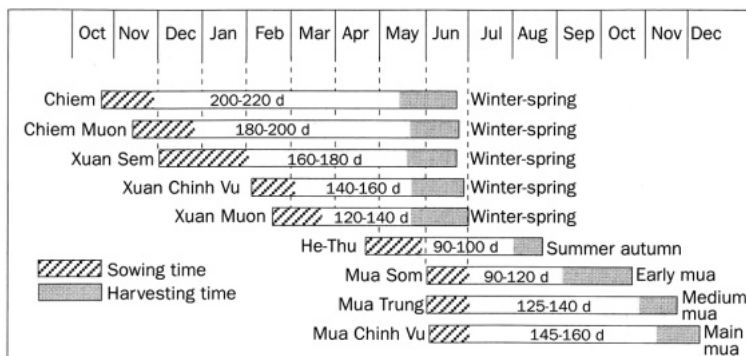 Oct Nov Dec Jan Feb Mar Apr May Jun Jul Aug Sep Oct Nov Dec
Chiem 200-220 d Winter-spring
Chiem Muon 180-200 d Winter-spring
Xuan Sem 160-180 d Winter-spring
Xuan Chinh Vu 140-160 d Winter-spring
Xuan Muon 120-140 d Winter-spring
He-Thu 90-100 d Summer autumn
Sowing time
Mua Som 90-120 d Early mua
Harvesting time
Mua Trung 125-140 d Medium
mua
Mua Chinh Vu 145-160 d Main
mua